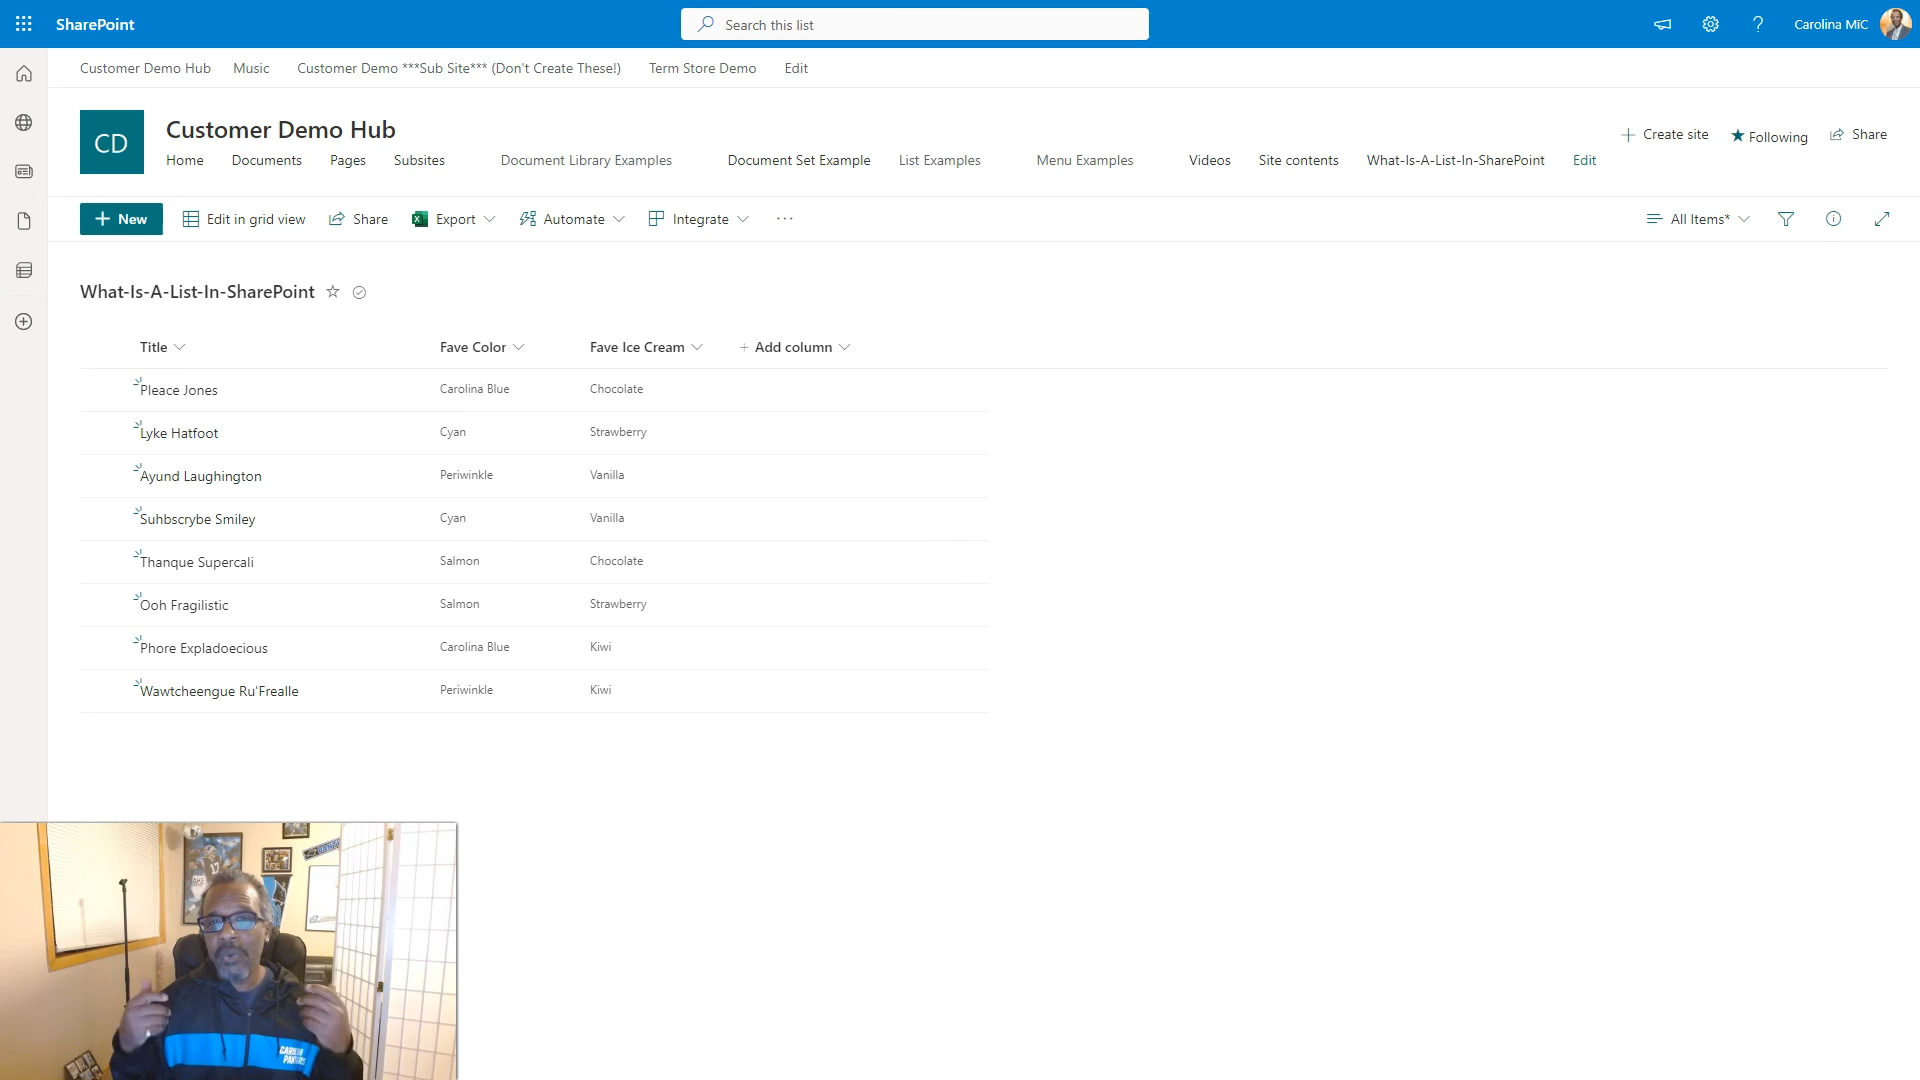 SharePoint
Search this list
Carolina MiC
Customer Demo Hub Music Customer Demo ***Sub Site*** (Don't Create These!) Term Store Demo Edit
CD
Customer Demo Hub
Create site Following Share
Home Documents Pages Subsites Document Library Examples Document Set Example List Examples Menu Examples Videos Site contents What-Is-A-List-In-SharePoint Edit
+ New Edit in grid view Share Export Automate Integrate ... All Items*
What-Is-A-List-In-SharePoint
Title Fave Color Fave Ice Cream + Add column
Pleace Jones Carolina Blue Chocolate
Lyke Hatfoot Cyan Strawberry
Ayund Laughington Periwinkle Vanilla
Suhbscrybe Smiley Cyan Vanilla
Thanque Supercali Salmon Chocolate
Ooh Fragilistic Salmon Strawberry
Phore Expladoecious Carolina Blue Kiwi
Wawtcheengue Ru'Frealle Periwinkle Kiwi